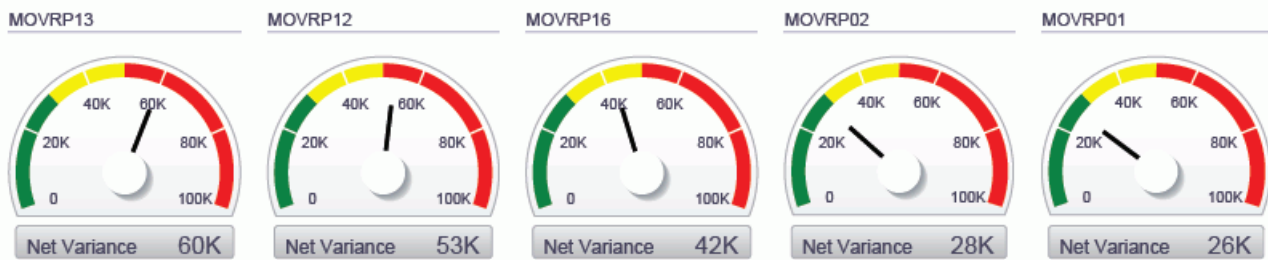 MOVRP13
40K 60K
20K 80K
0 100K
Net Variance 60K
MOVRP12
40K 60K
20K 80K
0 100K
Net Variance 53K
MOVRP16
40K 60K
20K 80K
0 100K
Net Variance 42K
MOVRP02
40K 60K
20K 80K
0 100K
Net Variance 28K
MOVRP01
40K 60K
20K 80K
0 100K
Net Variance 26K